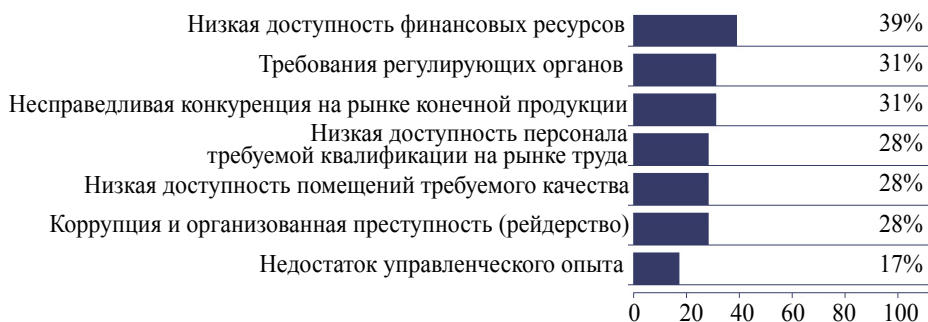 Низкая доступность финансовых ресурсов 39%
Требования регулирующих органов 31%
Несправедливая конкуренция на рынке конечной продукции 31%
Низкая доступность персонала
требуемой квалификации на рынке труда 28%
Низкая доступность помещений требуемого качества 28%
Коррупция и организованная преступность (рейдерство) 28%
Недостаток управленческого опыта 17%
0 20 40 60 80 100